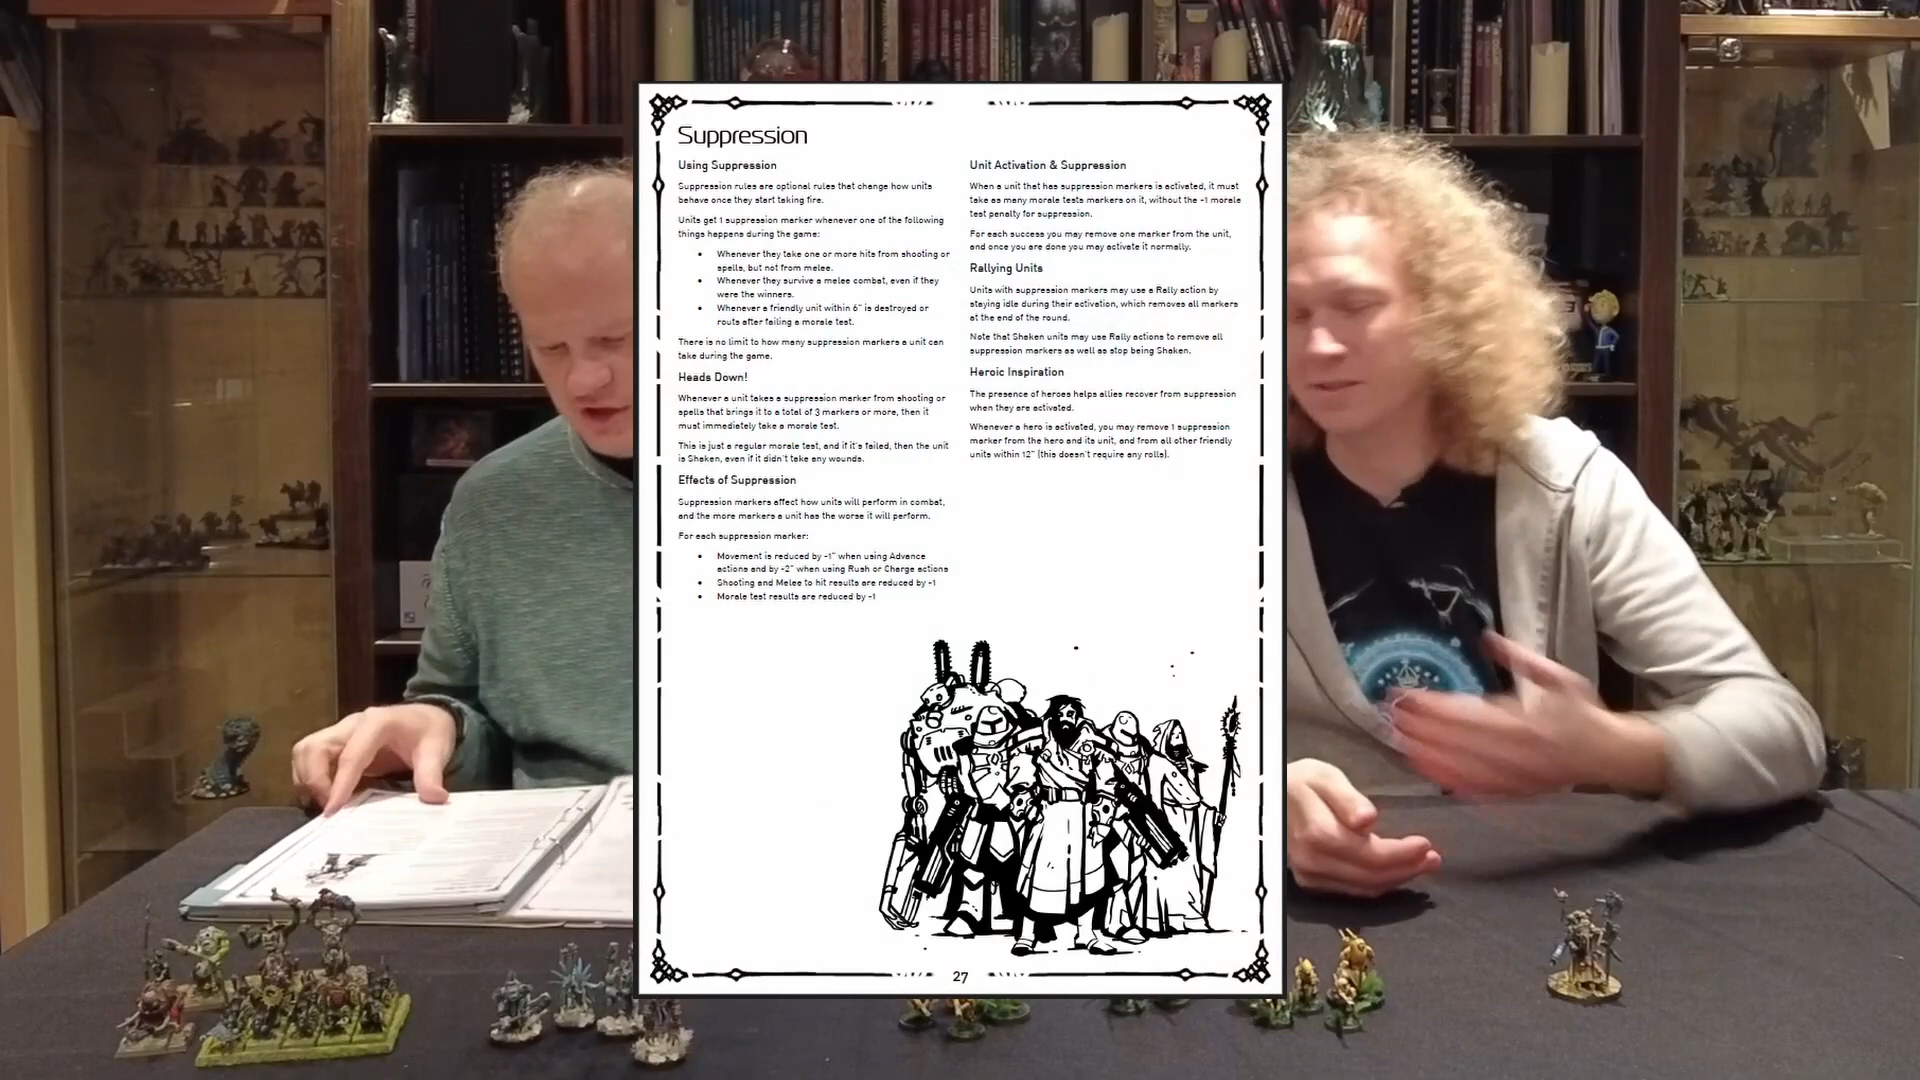 Suppression
Using Suppression
Suppression rules are optional rules that change how units
behave once they start taking fire.
Units get 1 suppression marker whenever one of the following
things happens during the game:
• Whenever they take one or more hits from shooting or
spells, but not from melee.
• Whenever they survive a melee combat, even if they
were the winners.
• Whenever a friendly unit within 6" is destroyed or
routs after failing a morale test.
There is no limit to how many suppression markers a unit can
take during the game.
Heads Down!
Whenever a unit takes a suppression marker from shooting or
spells that brings it to a total of 3 markers or more, then it
must immediately take a morale test.
This is just a regular morale test, and if it's failed, then the unit
is Shaken, even if it didn't take any wounds.
Effects of Suppression
Suppression markers affect how units will perform in combat,
and the more markers a unit has the worse it will perform.
For each suppression marker:
• Movement is reduced by -1" when using Advance
actions and by -2" when using Rush or Charge actions
• Shooting and Melee to hit results are reduced by -1
• Morale test results are reduced by -1
Unit Activation & Suppression
When a unit that has suppression markers is activated, it must
take as many morale tests markers on it, without the -1 morale
test penalty for suppression.
For each success you may remove one marker from the unit,
and once you are done you may activate it normally.
Rallying Units
Units with suppression markers may use a Rally action by
staying idle during their activation, which removes all markers
at the end of the round.
Note that Shaken units may use Rally actions to remove all
suppression markers as well as stop being Shaken.
Heroic Inspiration
The presence of heroes helps allies recover from suppression
when they are activated.
Whenever a hero is activated, you may remove 1 suppression
marker from the hero and its unit, and from all other friendly
units within 12" (this doesn't require any rolls).
27